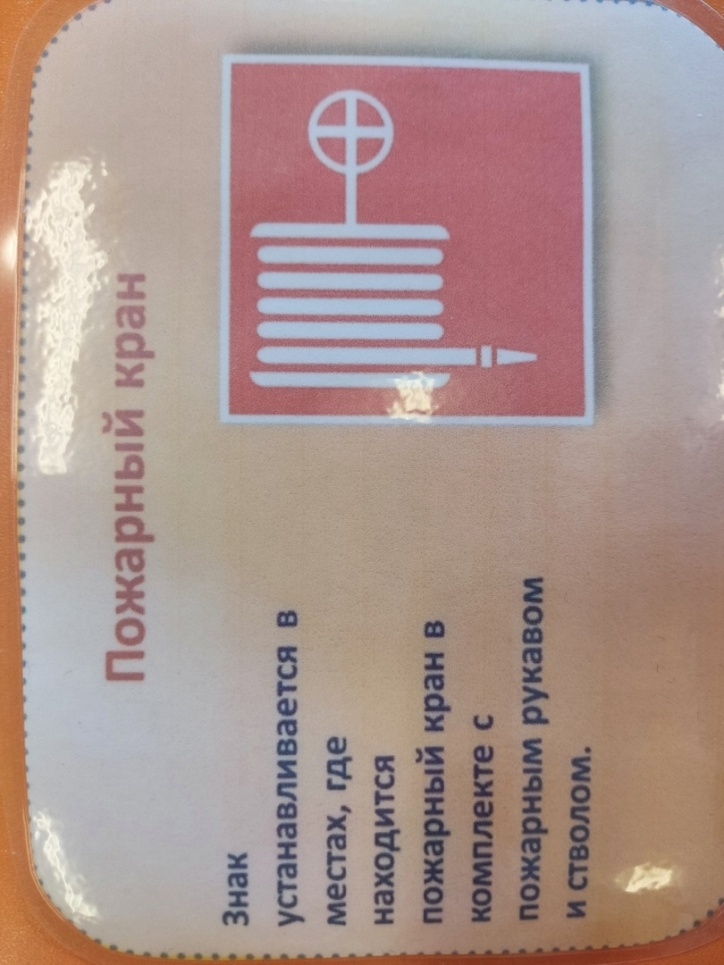 Пожарный кран
Знак
устанавливается в
местах, где
находится
пожарный кран в
комплекте с
пожарным рукавом
и стволом.